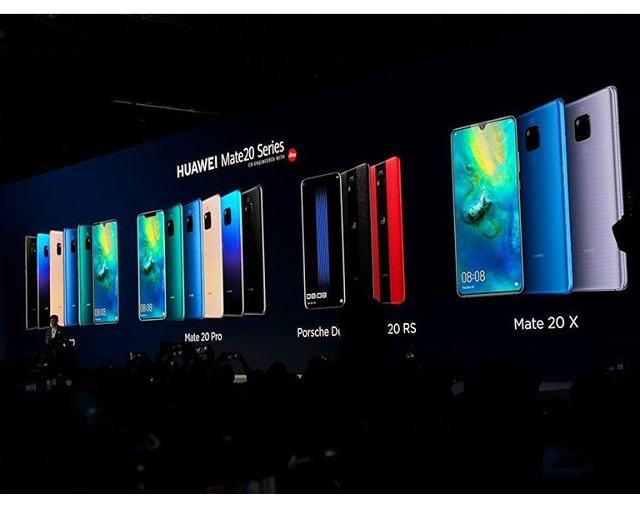 HUAWEI Mate20 Series
CO-ENGINEERED WITH
Mate 20 Pro
Porsche De 20 RS
Mate 20 X
08:08
08:08
08:08
08:08